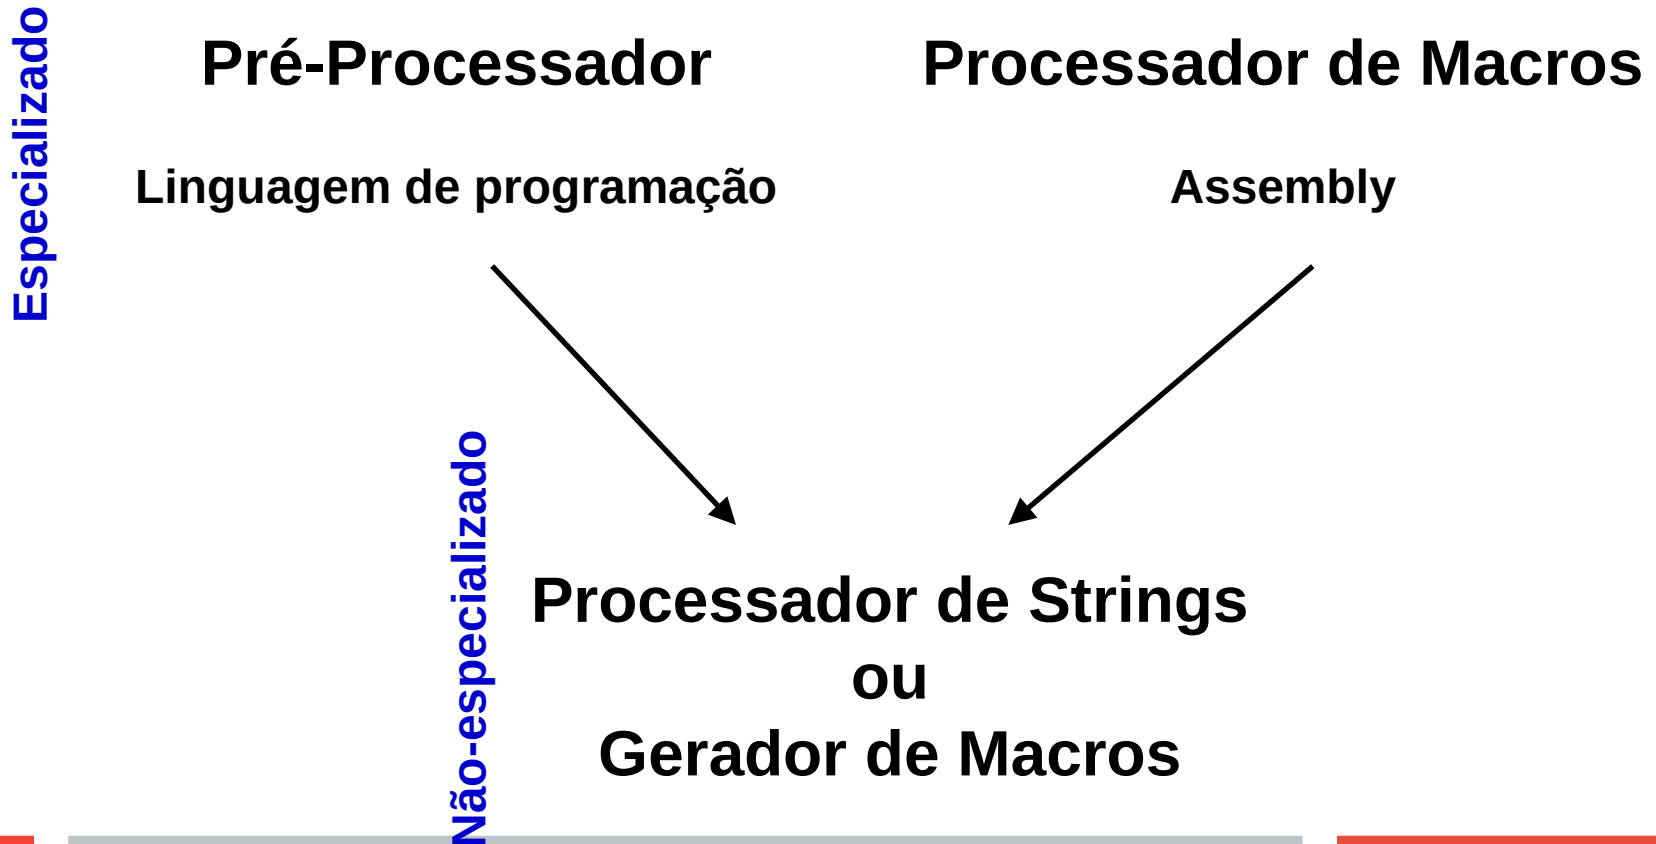 Especializado
Pré-Processador
Processador de Macros
Linguagem de programação
Assembly
Não-especializado
Processador de Strings
ou
Gerador de Macros